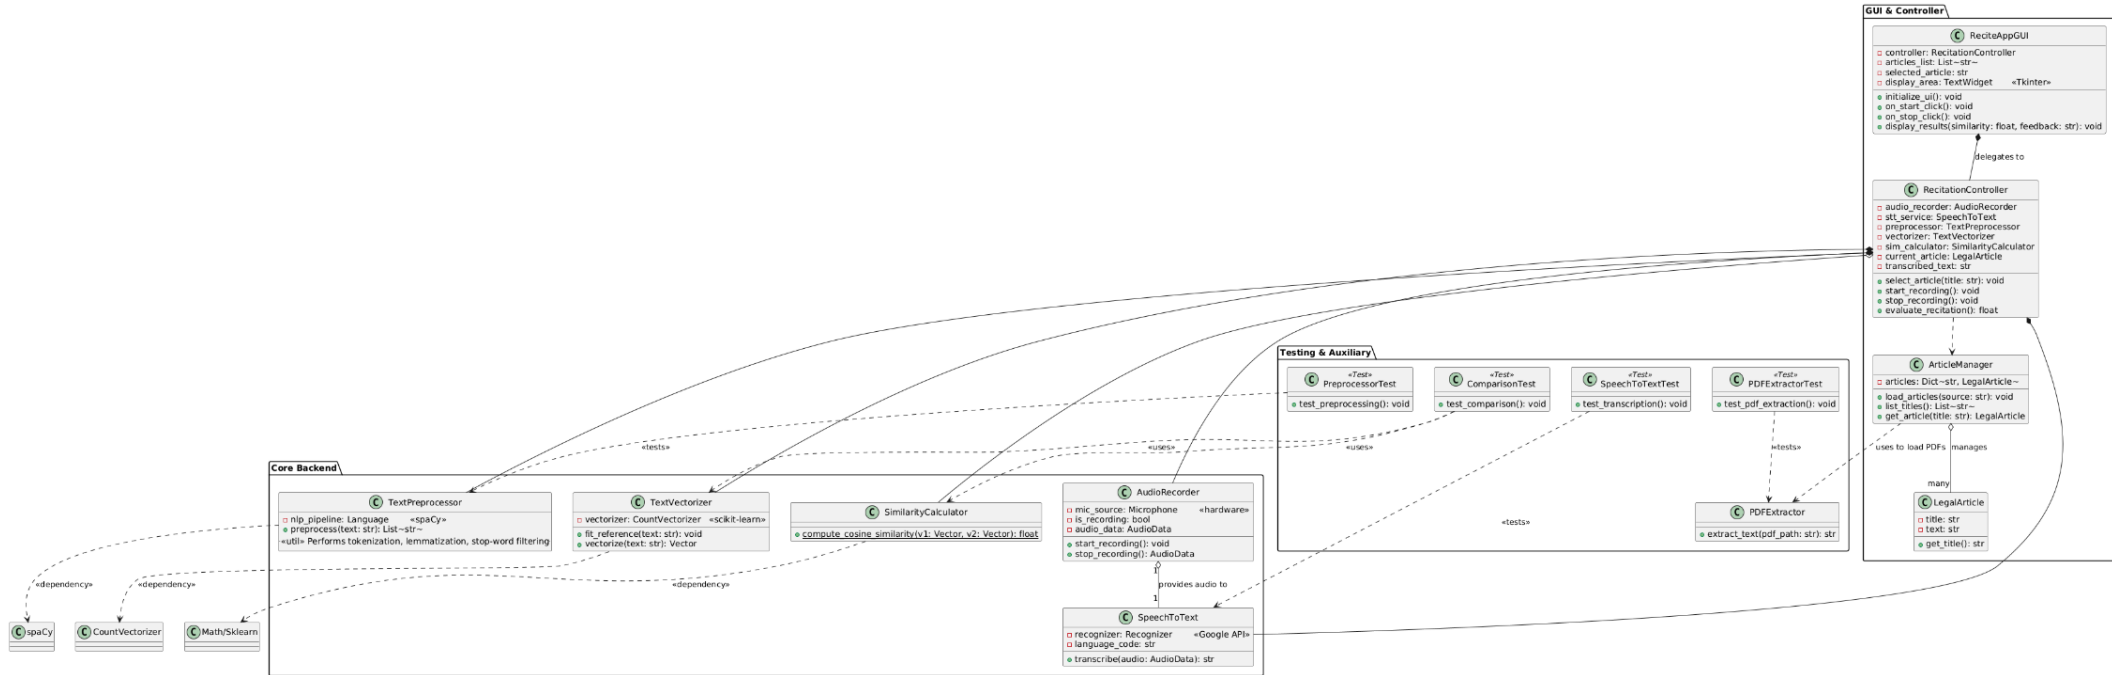 GUI & Controller
C ReciteAppGUI
controller: RecitationController
articles_list: List~str~
selected_article: str
display_area: TextWidget «Tkinter»
initialize_ui(): void
on_start_click(): void
on_stop_click(): void
display_results(similarity: float, feedback: str): void
delegates to
C RecitationController
audio_recorder: AudioRecorder
stt_service: SpeechToText
preprocessor: TextPreprocessor
vectorizer: TextVectorizer
sim_calculator: SimilarityCalculator
current_article: LegalArticle
transcribed_text: str
select_article(title: str): void
start_recording(): void
stop_recording(): void
evaluate_recitation(): float
C ArticleManager
articles: Dict~str, LegalArticle~
load_articles(source: str): void
list_titles(): List~str~
get_article(title: str): LegalArticle
uses to load PDFs
manages
many
C LegalArticle
title: str
text: str
get_title(): str
Testing & Auxiliary
C «Test»
PreprocessorTest
test_preprocessing(): void
C «Test»
ComparisonTest
test_comparison(): void
C «Test»
SpeechToTextTest
test_transcription(): void
C «Test»
PDFExtractorTest
test_pdf_extraction(): void
«tests»
«uses»
«uses»
«tests»
«tests»
C PDFExtractor
extract_text(pdf_path: str): str
Core Backend
C TextPreprocessor
nlp_pipeline: Language «spaCy»
preprocess(text: str): List~str~
«util» Performs tokenization, lemmatization, stop-word filtering
C TextVectorizer
vectorizer: CountVectorizer «scikit-learn»
fit_reference(text: str): void
vectorize(text: str): Vector
C SimilarityCalculator
compute_cosine_similarity(v1: Vector, v2: Vector): float
C AudioRecorder
mic_source: Microphone «hardware»
is_recording: bool
audio_data: AudioData
start_recording(): void
stop_recording(): AudioData
1
provides audio to
1
C SpeechToText
recognizer: Recognizer «Google API»
language_code: str
transcribe(audio: AudioData): str
«dependency»
«dependency»
«dependency»
C spaCy
C CountVectorizer
C Math/Sklearn